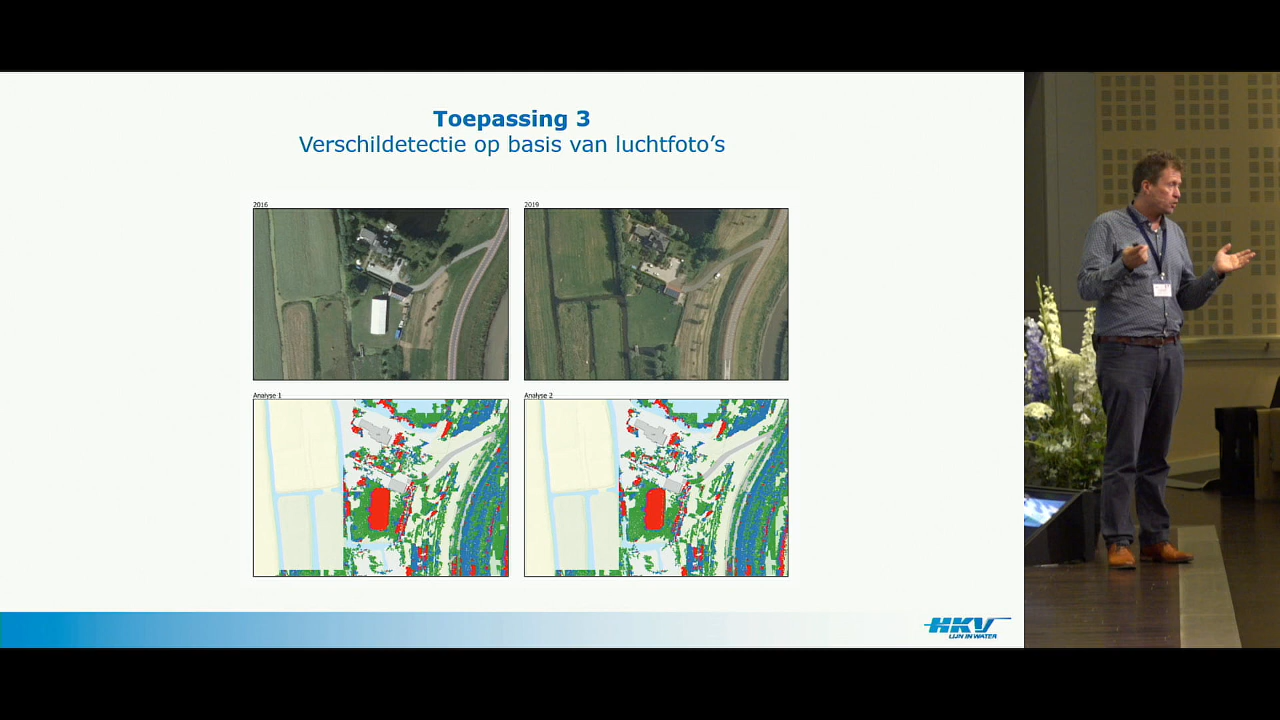 Toepassing 3
Verschildetectie op basis van luchtfoto's
2016
2019
Analyse 1
Analyse 2
HKV
LIJN IN WATER